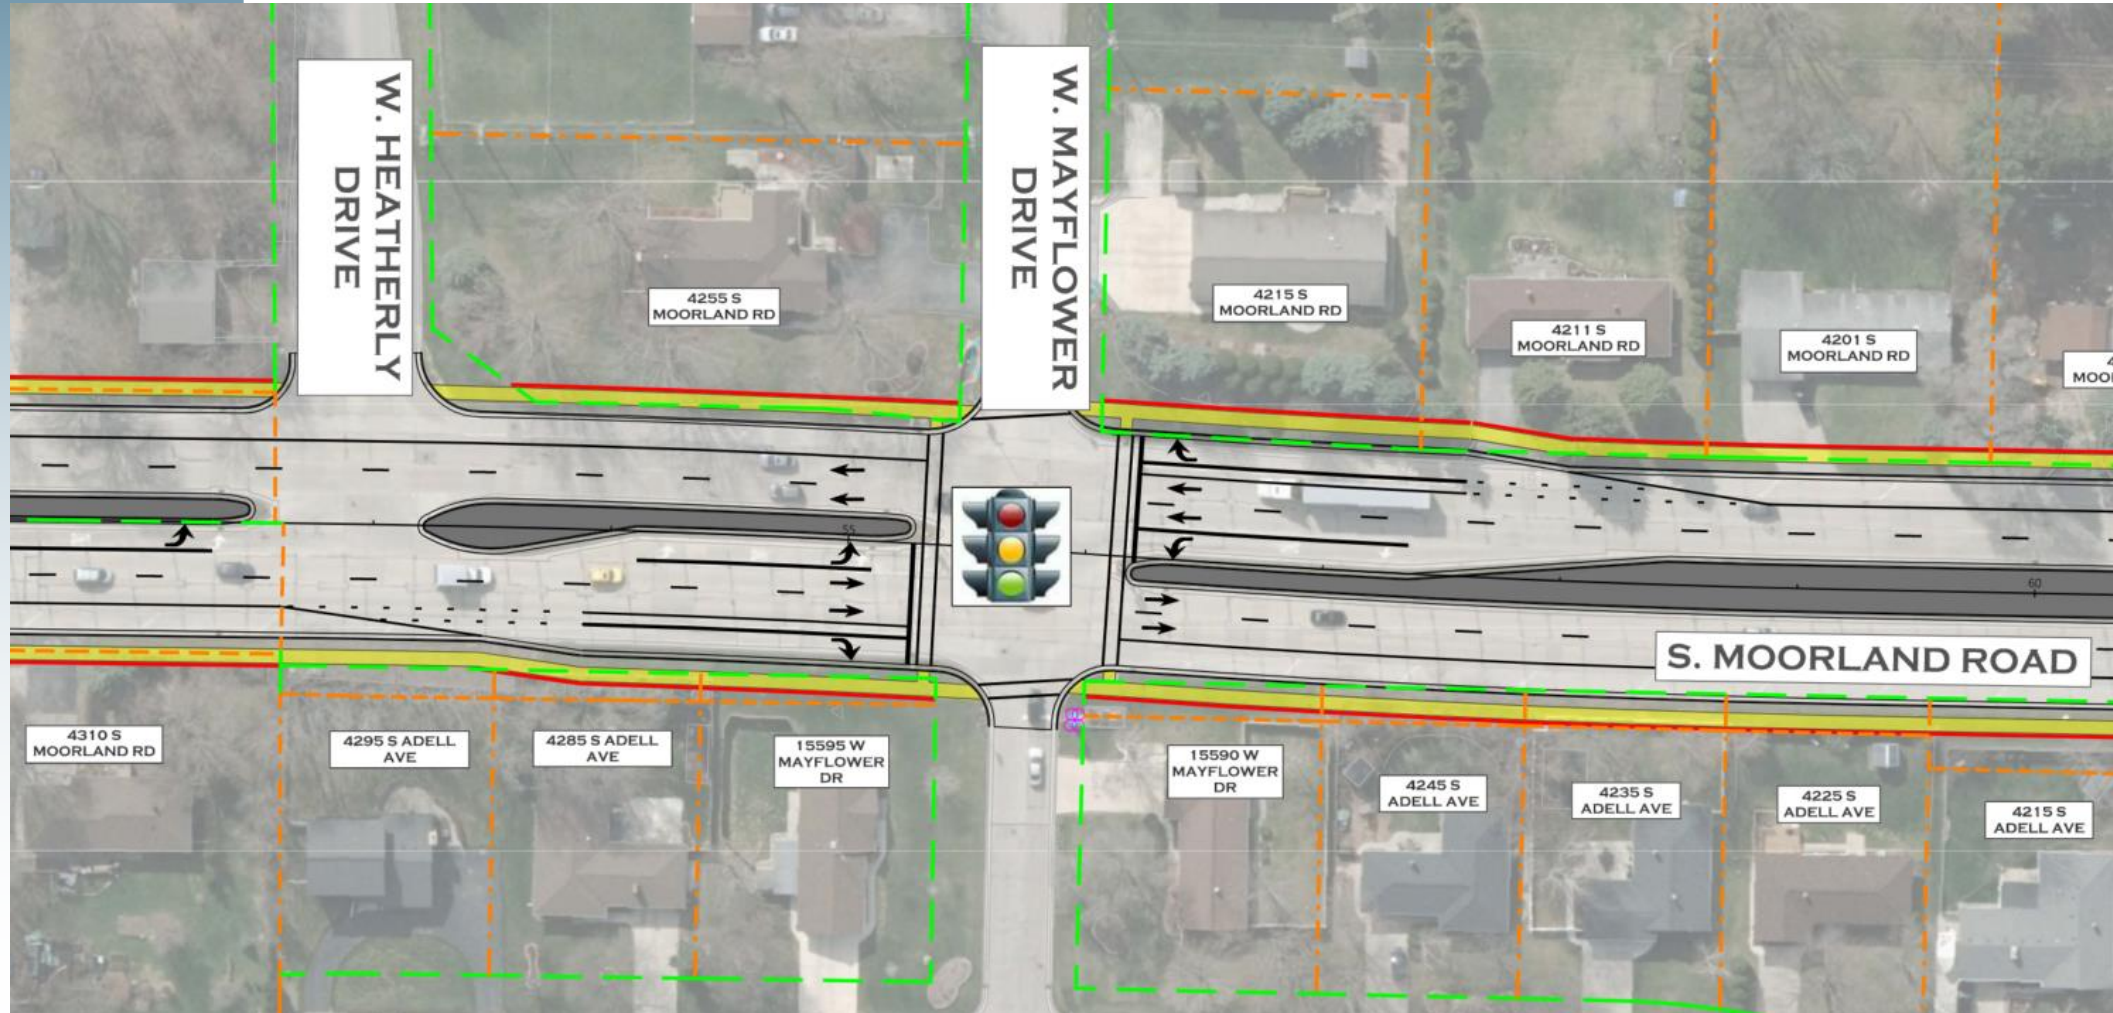 W. HEATHERLY
DRIVE
W. MAYFLOWER
DRIVE
4255 S
MOORLAND RD
4215 S
MOORLAND RD
4211 S
MOORLAND RD
4201 S
MOORLAND RD
4
MOO
55
60
S. MOORLAND ROAD
4310 S
MOORLAND RD
4295 S ADELL
AVE
4285 S ADELL
AVE
15595 W
MAYFLOWER
DR
15590 W
MAYFLOWER
DR
4245 S
ADELL AVE
4235 S
ADELL AVE
4225 S
ADELL AVE
4215 S
ADELL AVE